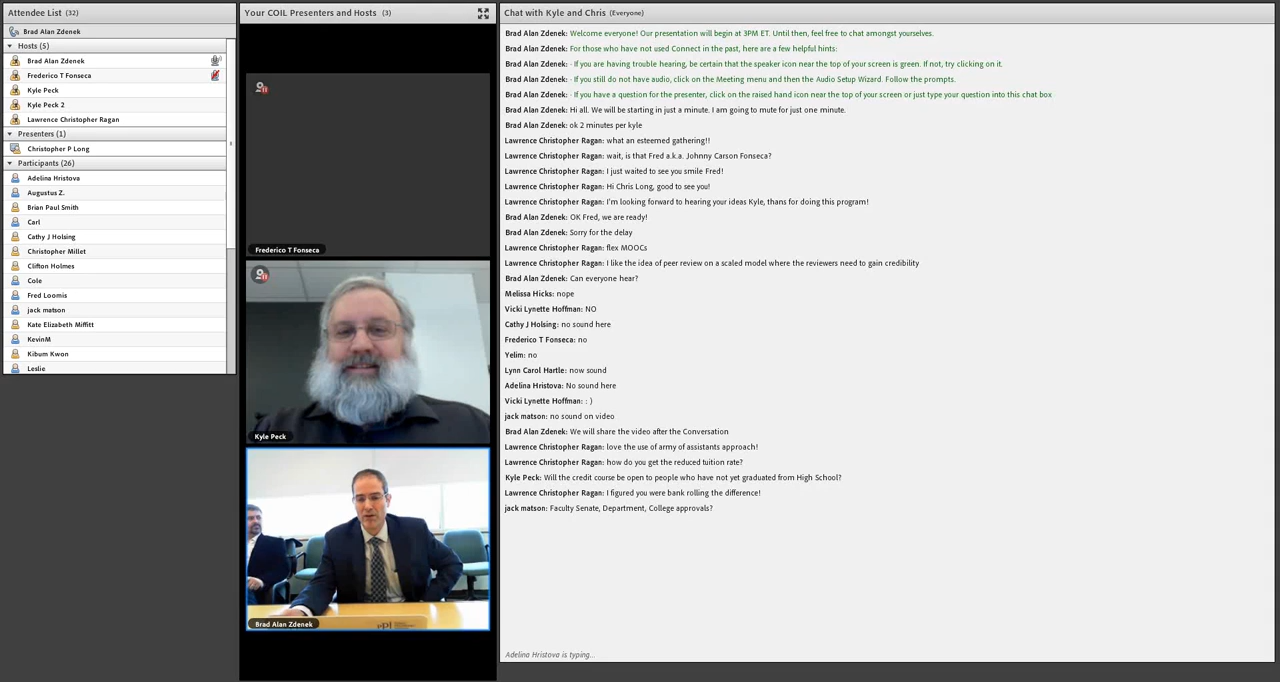 Attendee List (32)
Brad Alan Zdenek
Hosts (5)
Brad Alan Zdenek
Frederico T Fonseca
Kyle Peck
Kyle Peck 2
Lawrence Christopher Ragan
Presenters (1)
Christopher P Long
Participants (26)
Adelina Hristova
Augustus Z.
Brian Paul Smith
Carl
Cathy J Holsing
Christopher Millet
Clifton Holmes
Cole
Fred Loomis
jack matson
Kate Elizabeth Miffitt
KevinM
Kibum Kwon
Leslie
Your COIL Presenters and Hosts (3)
Frederico T Fonseca
Kyle Peck
Brad Alan Zdenek
Chat with Kyle and Chris (Everyone)
Brad Alan Zdenek: Welcome everyone! Our presentation will begin at 3PM ET. Until then, feel free to chat amongst yourselves.
Brad Alan Zdenek: For those who have not used Connect in the past, here are a few helpful hints:
Brad Alan Zdenek: · If you are having trouble hearing, be certain that the speaker icon near the top of your screen is green. If not, try clicking on it.
Brad Alan Zdenek: · If you still do not have audio, click on the Meeting menu and then the Audio Setup Wizard. Follow the prompts.
Brad Alan Zdenek: · If you have a question for the presenter, click on the raised hand icon near the top of your screen or just type your question into this chat box
Brad Alan Zdenek: Hi all. We will be starting in just a minute. I am going to mute for just one minute.
Brad Alan Zdenek: ok 2 minutes per kyle
Lawrence Christopher Ragan: what an esteemed gathering!!
Lawrence Christopher Ragan: wait, is that Fred a.k.a. Johnny Carson Fonseca?
Lawrence Christopher Ragan: I just waited to see you smile Fred!
Lawrence Christopher Ragan: Hi Chris Long, good to see you!
Lawrence Christopher Ragan: I'm looking forward to hearing your ideas Kyle, thans for doing this program!
Brad Alan Zdenek: OK Fred, we are ready!
Brad Alan Zdenek: Sorry for the delay
Lawrence Christopher Ragan: flex MOOCs
Lawrence Christopher Ragan: I like the idea of peer review on a scaled model where the reviewers need to gain credibility
Brad Alan Zdenek: Can everyone hear?
Melissa Hicks: nope
Vicki Lynette Hoffman: NO
Cathy J Holsing: no sound here
Frederico T Fonseca: no
Yelim: no
Lynn Carol Hartle: now sound
Adelina Hristova: No sound here
Vicki Lynette Hoffman: : )
jack matson: no sound on video
Brad Alan Zdenek: We will share the video after the Conversation
Lawrence Christopher Ragan: love the use of army of assistants approach!
Lawrence Christopher Ragan: how do you get the reduced tuition rate?
Kyle Peck: Will the credit course be open to people who have not yet graduated from High School?
Lawrence Christopher Ragan: I figured you were bank rolling the difference!
jack matson: Faculty Senate, Department, College approvals?
Adelina Hristova is typing...